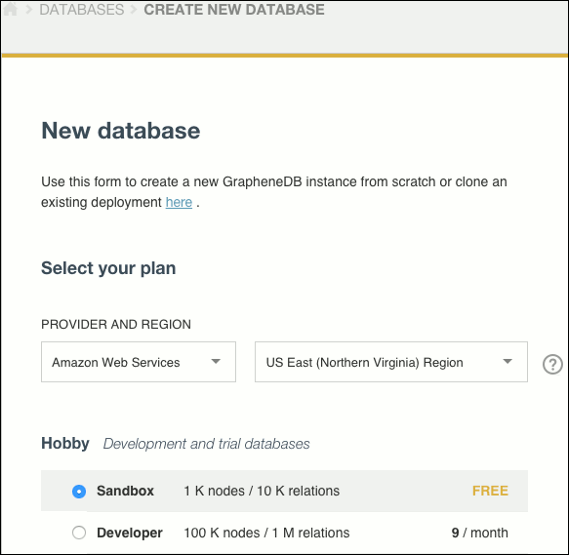 > DATABASES > CREATE NEW DATABASE
New database
Use this form to create a new GrapheneDB instance from scratch or clone an
existing deployment here .
Select your plan
PROVIDER AND REGION
Amazon Web Services US East (Northern Virginia) Region ?
Hobby Development and trial databases
Sandbox 1 K nodes / 10 K relations FREE
Developer 100 K nodes / 1 M relations 9 / month